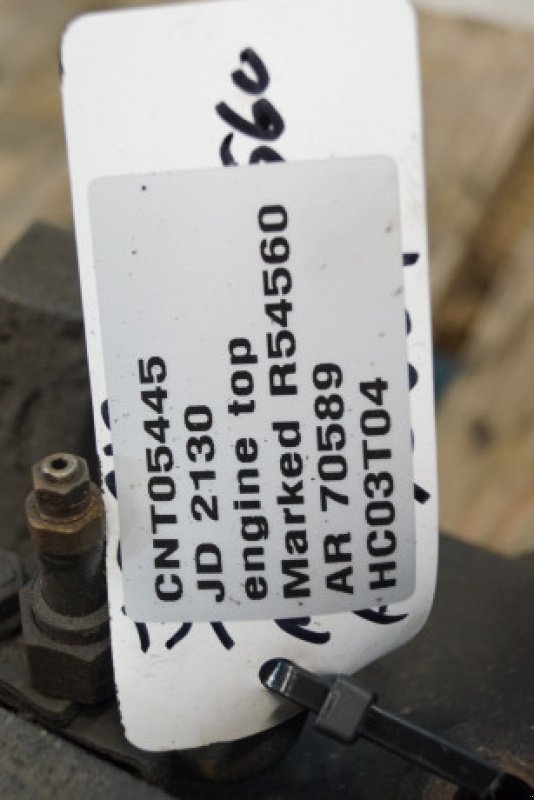 CNT05445
JD 2130
engine top
Marked R54560
AR 70589
HC03T04